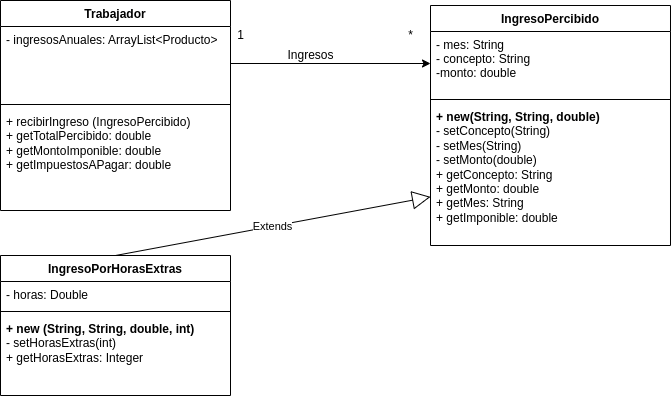 Trabajador
- ingresosAnuales: ArrayList<Producto>
+ recibirIngreso (IngresoPercibido)
+ getTotalPercibido: double
+ getMontoImponible: double
+ getImpuestosAPagar: double
1
*
Ingresos
IngresoPercibido
- mes: String
- concepto: String
-monto: double
+ new(String, String, double)
- setConcepto(String)
- setMes(String)
- setMonto(double)
+ getConcepto: String
+ getMonto: double
+ getMes: String
+ getImponible: double
Extends
IngresoPorHorasExtras
- horas: Double
+ new (String, String, double, int)
- setHorasExtras(int)
+ getHorasExtras: Integer